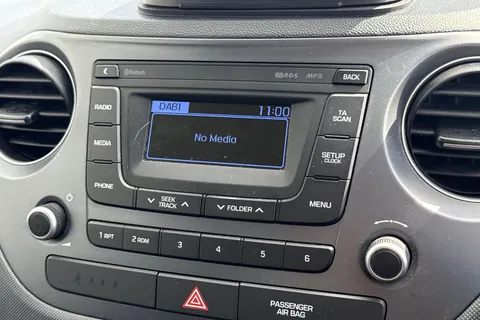 Bluetooth
RDS MP3 BACK
RADIO
DAB1 11:00
TA
SCAN
No Media
MEDIA
SETUP
CLOCK
PHONE
SEEK
TRACK
FOLDER
MENU
1 RPT 2 RDM 3 4 5 6
PASSENGER
AIR BAG